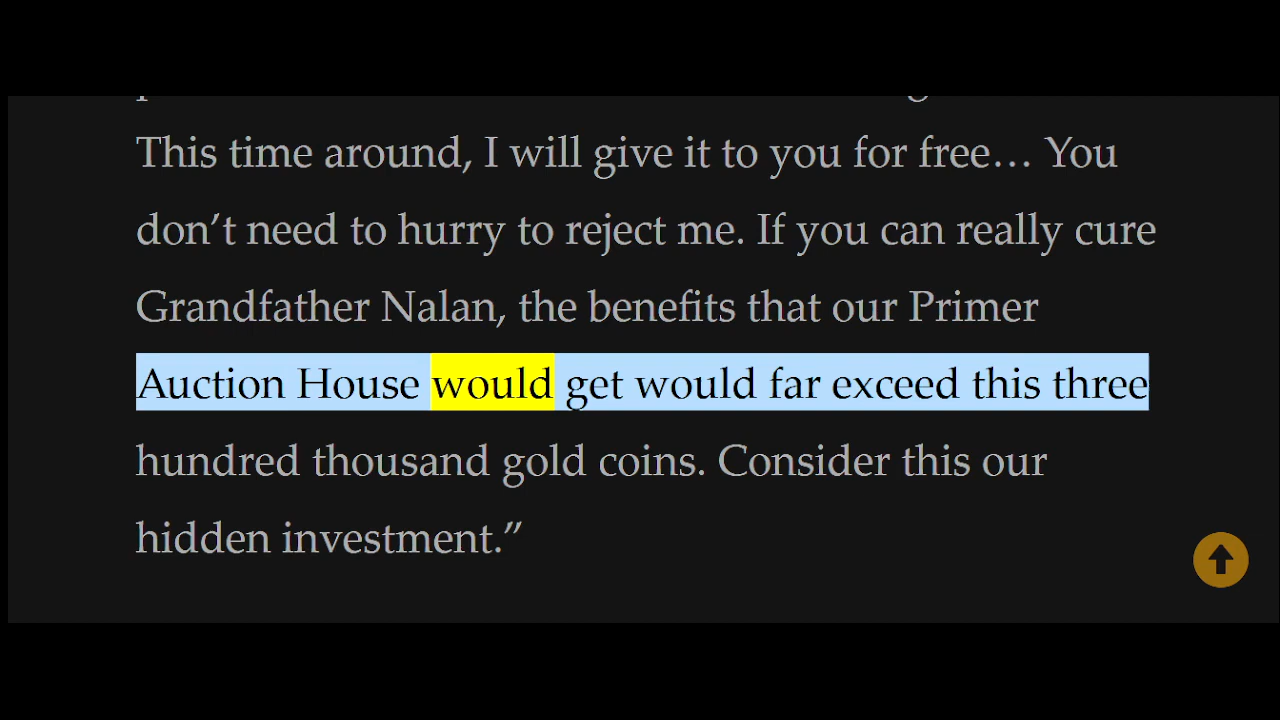 This time around, I will give it to you for free… You
don’t need to hurry to reject me. If you can really cure
Grandfather Nalan, the benefits that our Primer
Auction House would get would far exceed this three
hundred thousand gold coins. Consider this our
hidden investment.”